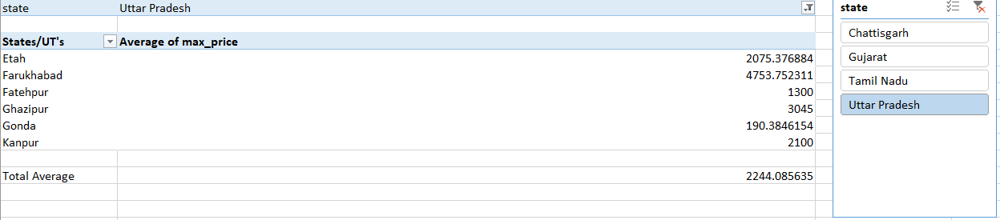 state Uttar Pradesh
States/UT's Average of max_price
Etah 2075.376884
Farukhabad 4753.752311
Fatehpur 1300
Ghazipur 3045
Gonda 190.3846154
Kanpur 2100
Total Average 2244.085635
state
Chattisgarh
Gujarat
Tamil Nadu
Uttar Pradesh